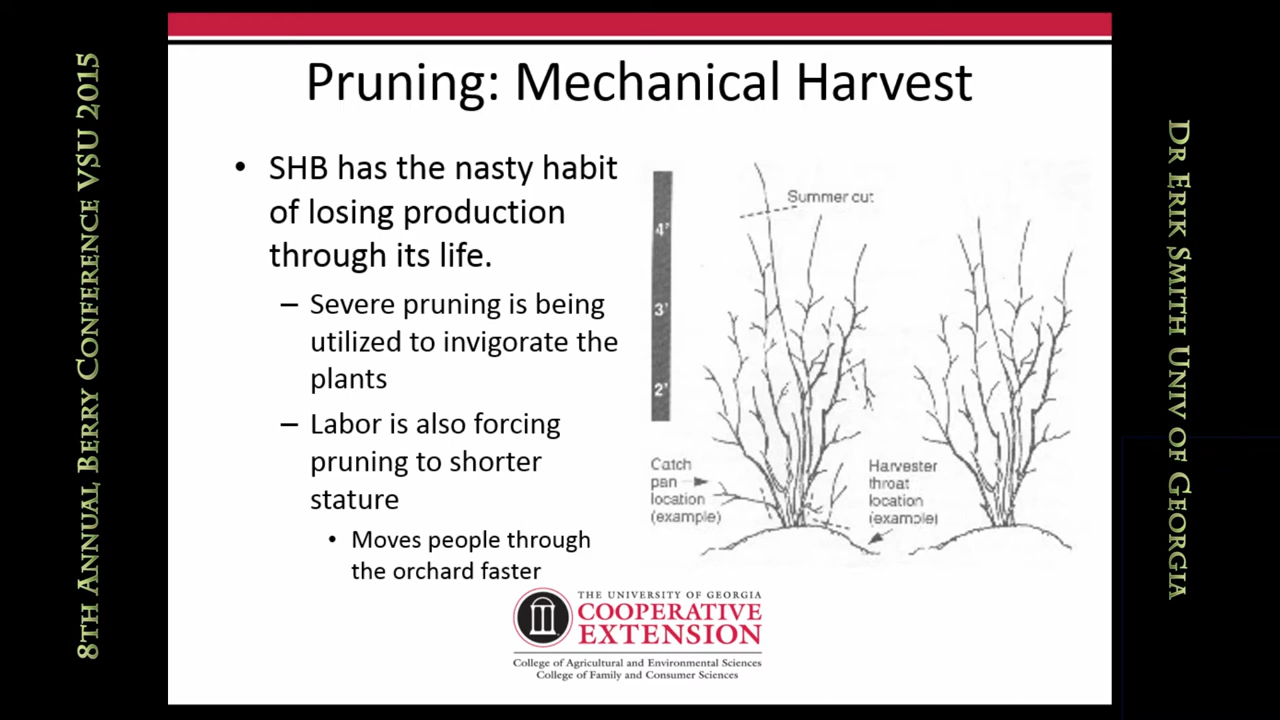 8TH ANNUAL BERRY CONFERENCE VSU 2015
Pruning: Mechanical Harvest
• SHB has the nasty habit
of losing production
through its life.
– Severe pruning is being
utilized to invigorate the
plants
– Labor is also forcing
pruning to shorter
stature
• Moves people through
the orchard faster
Summer cut
4'
3'
2'
Catch
pan
location
(example)
Harvester
throat
location
(example)
THE UNIVERSITY OF GEORGIA
COOPERATIVE
EXTENSION
College of Agricultural and Environmental Sciences
College of Family and Consumer Sciences
DR ERIK SMITH UNIV OF GEORGIA